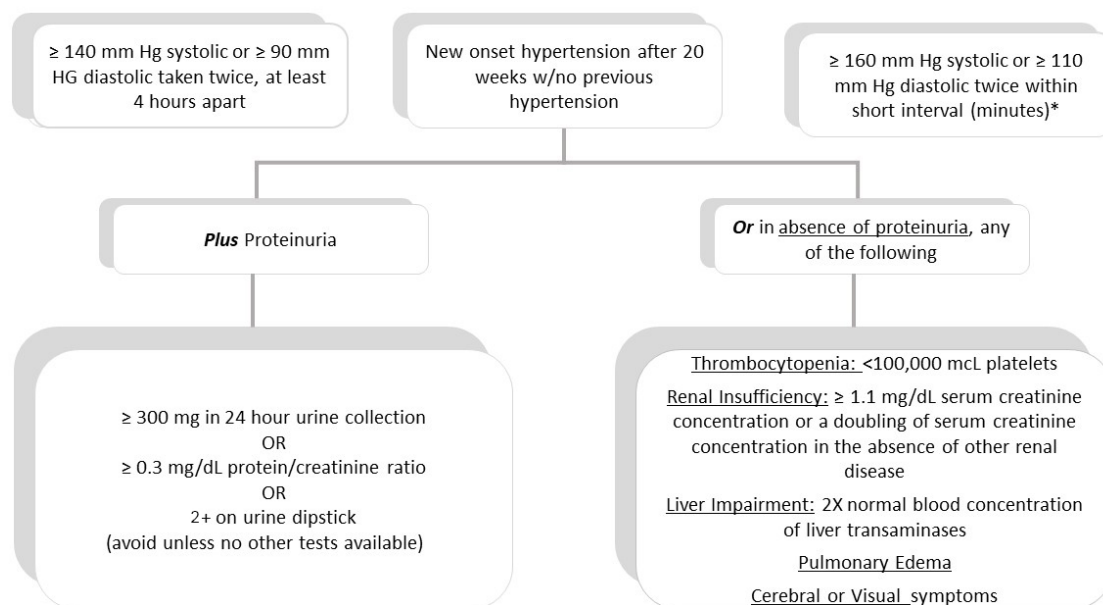 ≥ 140 mm Hg systolic or ≥ 90 mm
HG diastolic taken twice, at least
4 hours apart
New onset hypertension after 20
weeks w/no previous
hypertension
≥ 160 mm Hg systolic or ≥ 110
mm Hg diastolic twice within
short interval (minutes)*
Plus Proteinuria
Or in absence of proteinuria, any
of the following
≥ 300 mg in 24 hour urine collection
OR
≥ 0.3 mg/dL protein/creatinine ratio
OR
2+ on urine dipstick
(avoid unless no other tests available)
Thrombocytopenia: <100,000 mcL platelets
Renal Insufficiency: ≥ 1.1 mg/dL serum creatinine
concentration or a doubling of serum creatinine
concentration in the absence of other renal
disease
Liver Impairment: 2X normal blood concentration
of liver transaminases
Pulmonary Edema
Cerebral or Visual symptoms